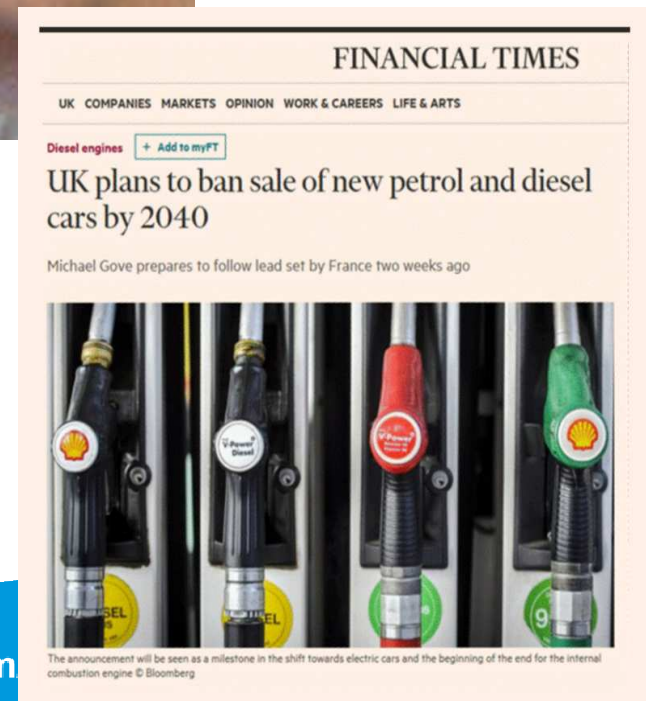 FINANCIAL TIMES
UK COMPANIES MARKETS OPINION WORK & CAREERS LIFE & ARTS
Diesel engines + Add to myFT
UK plans to ban sale of new petrol and diesel
cars by 2040
Michael Gove prepares to follow lead set by France two weeks ago
V-Power
Diesel
V-Power
SEL
EL
9
The announcement will be seen as a milestone in the shift towards electric cars and the beginning of the end for the internal
combustion engine © Bloomberg